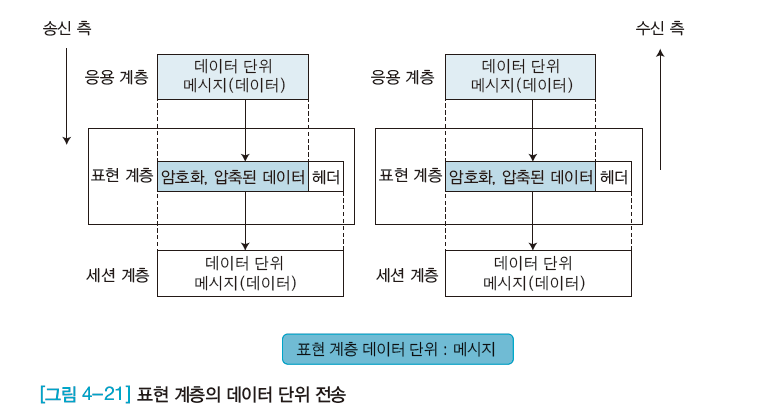 송신 측
수신 측
응용 계층
데이터 단위
메시지(데이터)
응용 계층
데이터 단위
메시지(데이터)
표현 계층
암호화, 압축된 데이터
헤더
표현 계층
암호화, 압축된 데이터
헤더
세션 계층
데이터 단위
메시지(데이터)
세션 계층
데이터 단위
메시지(데이터)
표현 계층 데이터 단위 : 메시지
[그림 4-21] 표현 계층의 데이터 단위 전송